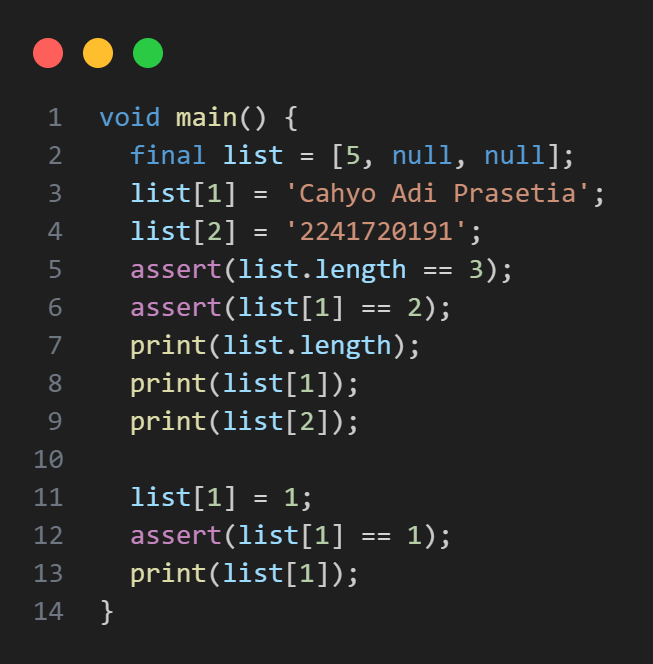 1 void main() {
2   final list = [5, null, null];
3   list[1] = 'Cahyo Adi Prasetia';
4   list[2] = '2241720191';
5   assert(list.length == 3);
6   assert(list[1] == 2);
7   print(list.length);
8   print(list[1]);
9   print(list[2]);
10
11   list[1] = 1;
12   assert(list[1] == 1);
13   print(list[1]);
14 }